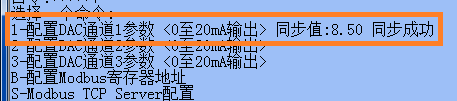 1-配置DAC通道1参数 <0至20mA输出> 同步值:8.50 同步成功
2-配置DAC通道2参数 <0至20mA输出>
3-配置DAC通道3参数 <0至20mA输出>
B-配置Modbus寄存器地址
S-Modbus TCP Server配置